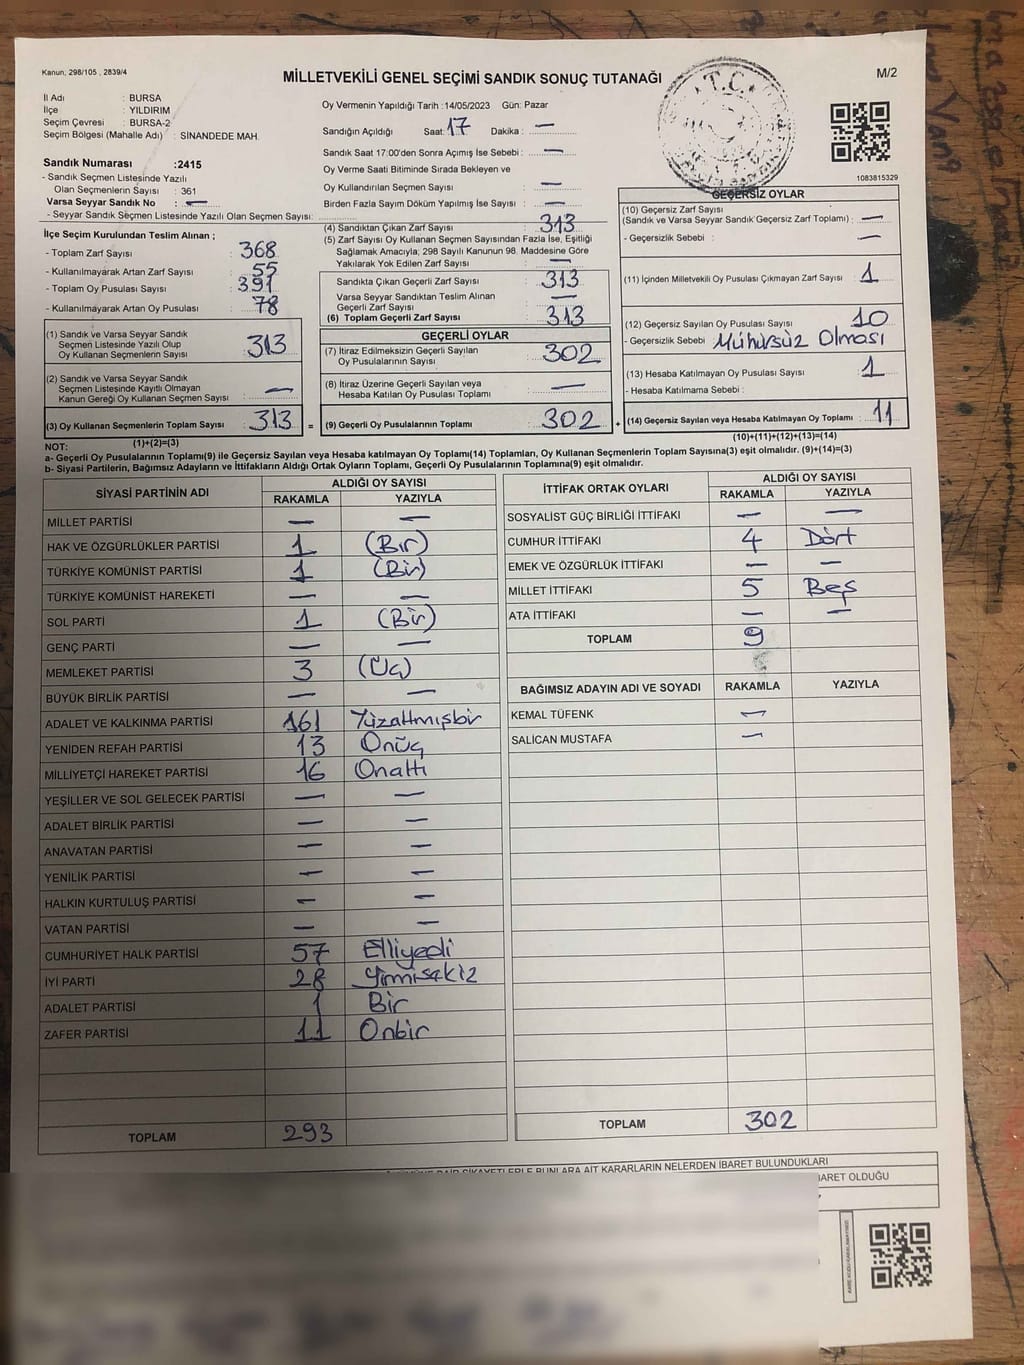 Kanun, 298/105 , 2839/4
MİLLETVEKİLİ GENEL SEÇİMİ SANDIK SONUÇ TUTANAĞI
M/2
T.C.
İl Adı : BURSA
İlçe : YILDIRIM
Seçim Çevresi : BURSA-2
Seçim Bölgesi (Mahalle Adı) : SİNANDEDE MAH.
Sandık Numarası :2415
- Sandık Seçmen Listesinde Yazılı
Olan Seçmenlerin Sayısı : 361
Varsa Seyyar Sandık No : —
- Seyyar Sandık Seçmen Listesinde Yazılı Olan Seçmen Sayısı:
Oy Vermenin Yapıldığı Tarih :14/05/2023 Gün: Pazar
Sandığın Açıldığı Saat: 17 Dakika : —
Sandık Saat 17:00'den Sonra Açımış İse Sebebi : —
Oy Verme Saati Bitiminde Sırada Bekleyen ve
Oy Kullandırılan Seçmen Sayısı : —
Birden Fazla Sayım Döküm Yapılmış İse Sayısı : —
1083815329
İlçe Seçim Kurulundan Teslim Alınan ;
- Toplam Zarf Sayısı : 368
- Kullanılmayarak Artan Zarf Sayısı : 55
- Toplam Oy Pusulası Sayısı : 391
- Kullanılmayarak Artan Oy Pusulası : 78
(1) Sandık ve Varsa Seyyar Sandık
Seçmen Listesinde Yazılı Olup
Oy Kullanan Seçmenlerin Sayısı : 313
(2) Sandık ve Varsa Seyyar Sandık
Seçmen Listesinde Kayıtlı Olmayan
Kanun Gereği Oy Kullanan Seçmen Sayısı : —
(3) Oy Kullanan Seçmenlerin Toplam Sayısı : 313
(1)+(2)=(3)
(4) Sandıktan Çıkan Zarf Sayısı : 313
(5) Zarf Sayısı Oy Kullanan Seçmen Sayısından Fazla İse, Eşitliği
Sağlamak Amacıyla; 298 Sayılı Kanunun 98. Maddesine Göre
Yakılarak Yok Edilen Zarf Sayısı : —
Sandıkta Çıkan Geçerli Zarf Sayısı : 313
Varsa Seyyar Sandıktan Teslim Alınan
Geçerli Zarf Sayısı : —
(6) Toplam Geçerli Zarf Sayısı : 313
GEÇERLİ OYLAR
(7) İtiraz Edilmeksizin Geçerli Sayılan
Oy Pusulalarının Sayısı : 302
(8) İtiraz Üzerine Geçerli Sayılan veya
Hesaba Katılan Oy Pusulası Toplamı : —
= (9) Geçerli Oy Pusulalarının Toplamı : 302
GEÇERSİZ OYLAR
(10) Geçersiz Zarf Sayısı
(Sandık ve Varsa Seyyar Sandık Geçersiz Zarf Toplamı) : —
- Geçersizlik Sebebi : —
(11) İçinden Milletvekili Oy Pusulası Çıkmayan Zarf Sayısı : 1
(12) Geçersiz Sayılan Oy Pusulası Sayısı : 10
- Geçersizlik Sebebi : Mühürsüz Olması
(13) Hesaba Katılmayan Oy Pusulası Sayısı : 1
- Hesaba Katılmama Sebebi :
+ (14) Geçersiz Sayılan veya Hesaba Katılmayan Oy Toplamı : 11
(10)+(11)+(12)+(13)=(14)
NOT:
a- Geçerli Oy Pusulalarının Toplamı(9) ile Geçersiz Sayılan veya Hesaba Katılmayan Oy Toplamı(14) Toplamları, Oy Kullanan Seçmenlerin Toplam Sayısına(3) eşit olmalıdır. (9)+(14)=(3)
b- Siyasi Partilerin, Bağımsız Adayların ve İttifakların Aldığı Ortak Oyların Toplamı, Geçerli Oy Pusulalarının Toplamına(9) eşit olmalıdır.
SİYASİ PARTİNİN ADI ALDIĞI OY SAYISI
RAKAMLA YAZIYLA
MİLLET PARTİSİ — —
HAK VE ÖZGÜRLÜKLER PARTİSİ 1 (Bir)
TÜRKİYE KOMÜNİST PARTİSİ 1 (Bir)
TÜRKİYE KOMÜNİST HAREKETİ — —
SOL PARTİ 1 (Bir)
GENÇ PARTİ — —
MEMLEKET PARTİSİ 3 (Üç)
BÜYÜK BİRLİK PARTİSİ — —
ADALET VE KALKINMA PARTİSİ 161 Yüzaltmışbir
YENİDEN REFAH PARTİSİ 13 Onüç
MİLLİYETÇİ HAREKET PARTİSİ 16 Onaltı
YEŞİLLER VE SOL GELECEK PARTİSİ — —
ADALET BİRLİK PARTİSİ — —
ANAVATAN PARTİSİ — —
YENİLİK PARTİSİ — —
HALKIN KURTULUŞ PARTİSİ — —
VATAN PARTİSİ — —
CUMHURİYET HALK PARTİSİ 57 Elliyedi
İYİ PARTİ 28 Yirmisekiz
ADALET PARTİSİ 1 Bir
ZAFER PARTİSİ 11 Onbir
TOPLAM 293
İTTİFAK ORTAK OYLARI ALDIĞI OY SAYISI
RAKAMLA YAZIYLA
SOSYALİST GÜÇ BİRLİĞİ İTTİFAKI — —
CUMHUR İTTİFAKI 4 Dört
EMEK VE ÖZGÜRLÜK İTTİFAKI — —
MİLLET İTTİFAKI 5 Beş
ATA İTTİFAKI — —
TOPLAM 9
BAĞIMSIZ ADAYIN ADI VE SOYADI RAKAMLA YAZIYLA
KEMAL TÜFENK —
SALİCAN MUSTAFA —
TOPLAM 302
DAİR ŞİKAYETLERLE BUNLARA AİT KARARLARIN NELERDEN İBARET BULUNDUKLARI
OLDUĞU